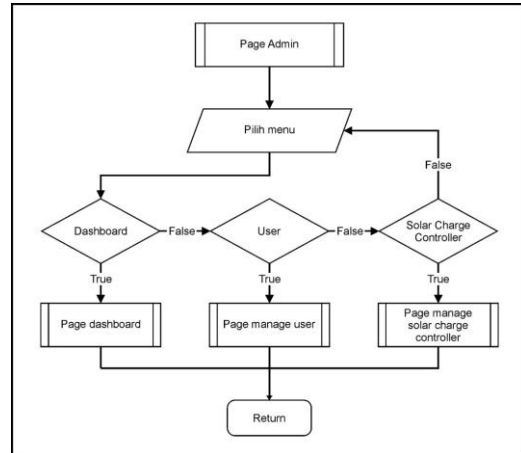 Page Admin
Pilih menu
False
Dashboard
False
User
False
Solar Charge
Controller
True
True
True
Page dashboard
Page manage user
Page manage
solar charge
controller
Return